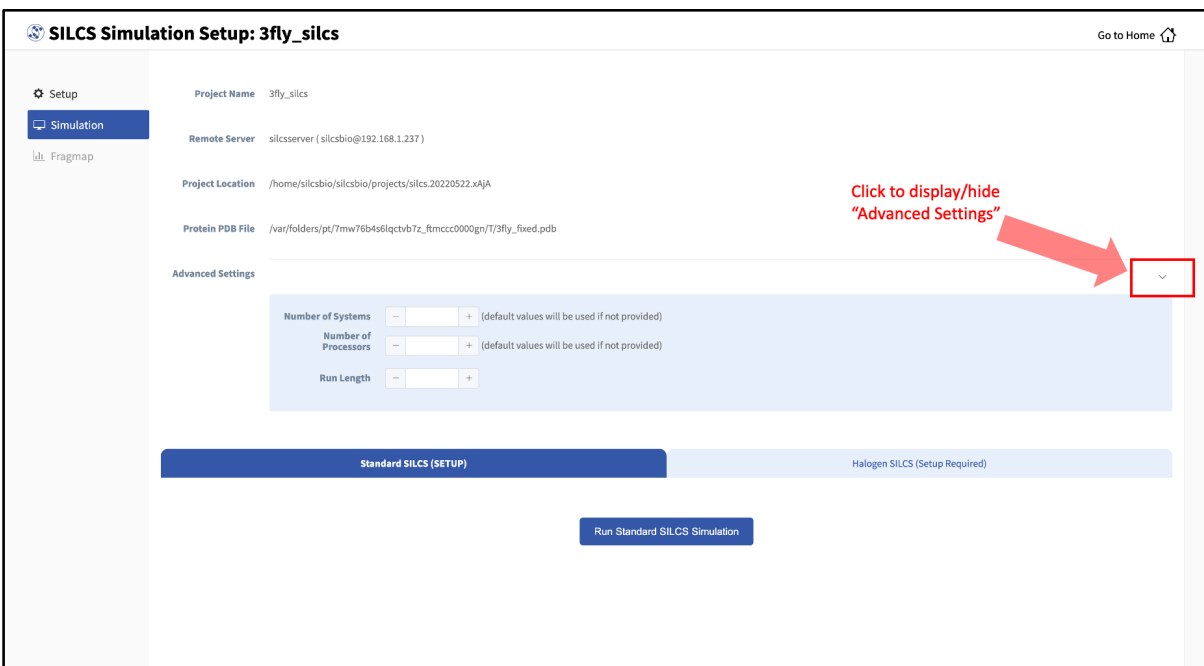 SILCS Simulation Setup: 3fly_silcs
Go to Home
Setup
Simulation
Fragmap
Project Name 3fly_silcs
Remote Server silcsserver ( silcsbio@192.168.1.237 )
Project Location /home/silcsbio/silcsbio/projects/silcs.20220522.xAjA
Click to display/hide
“Advanced Settings”
Protein PDB File /var/folders/pt/7mw76b4s6lqctvb7z_ftmccc0000gn/T/3fly_fixed.pdb
Advanced Settings
Number of Systems − + (default values will be used if not provided)
Number of
Processors − + (default values will be used if not provided)
Run Length − +
Standard SILCS (SETUP)
Halogen SILCS (Setup Required)
Run Standard SILCS Simulation